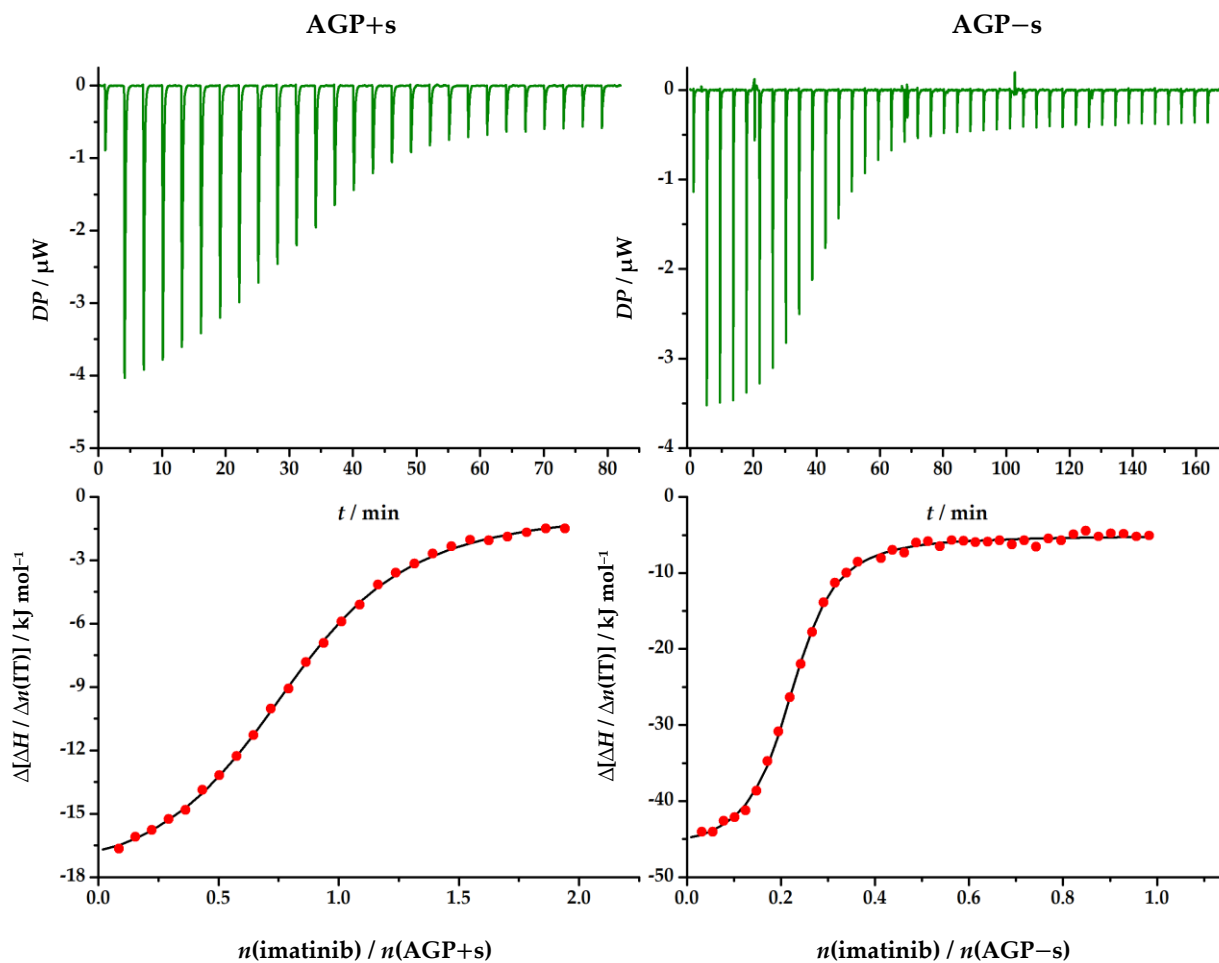 AGP+s
AGP−s
0
-1
-2
-3
-4
-5
DP / μW
0 10 20 30 40 50 60 70 80
t / min
0
-1
-2
-3
-4
DP / μW
0 20 40 60 80 100 120 140 160
t / min
0
-3
-6
-9
-12
-15
-18
Δ[ΔH / Δn(IT)] / kJ mol⁻¹
0.0 0.5 1.0 1.5 2.0
n(imatinib) / n(AGP+s)
0
-10
-20
-30
-40
-50
Δ[ΔH / Δn(IT)] / kJ mol⁻¹
0.0 0.2 0.4 0.6 0.8 1.0
n(imatinib) / n(AGP−s)